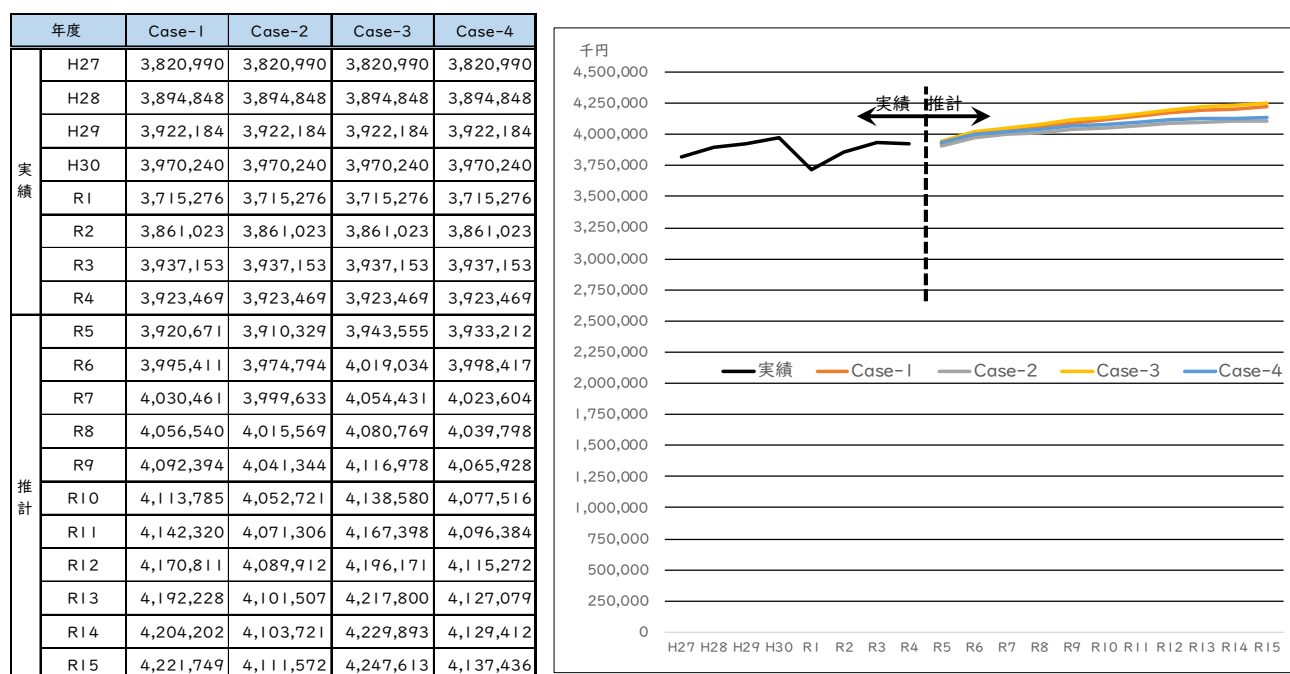 年度 Case-1 Case-2 Case-3 Case-4
実績
H27 3,820,990 3,820,990 3,820,990 3,820,990
H28 3,894,848 3,894,848 3,894,848 3,894,848
H29 3,922,184 3,922,184 3,922,184 3,922,184
H30 3,970,240 3,970,240 3,970,240 3,970,240
R1 3,715,276 3,715,276 3,715,276 3,715,276
R2 3,861,023 3,861,023 3,861,023 3,861,023
R3 3,937,153 3,937,153 3,937,153 3,937,153
R4 3,923,469 3,923,469 3,923,469 3,923,469
推計
R5 3,920,671 3,910,329 3,943,555 3,933,212
R6 3,995,411 3,974,794 4,019,034 3,998,417
R7 4,030,461 3,999,633 4,054,431 4,023,604
R8 4,056,540 4,015,569 4,080,769 4,039,798
R9 4,092,394 4,041,344 4,116,978 4,065,928
R10 4,113,785 4,052,721 4,138,580 4,077,516
R11 4,142,320 4,071,306 4,167,398 4,096,384
R12 4,170,811 4,089,912 4,196,171 4,115,272
R13 4,192,228 4,101,507 4,217,800 4,127,079
R14 4,204,202 4,103,721 4,229,893 4,129,412
R15 4,221,749 4,111,572 4,247,613 4,137,436
千円
4,500,000
4,250,000
4,000,000
3,750,000
3,500,000
3,250,000
3,000,000
2,750,000
2,500,000
2,250,000
2,000,000
1,750,000
1,500,000
1,250,000
1,000,000
750,000
500,000
250,000
0
実績 推計
実績 Case-1 Case-2 Case-3 Case-4
H27 H28 H29 H30 R1 R2 R3 R4 R5 R6 R7 R8 R9 R10 R11 R12 R13 R14 R15